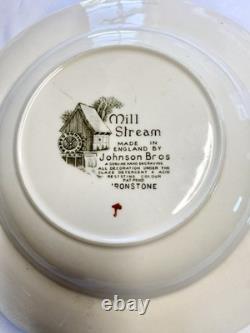 Mill
Stream
MADE IN
ENGLAND BY
Johnson Bros
A GENUINE HAND ENGRAVING
ALL DECORATION UNDER THE
GLAZE DETERGENT & ACID
RESISTING COLOUR
PAT PEND
IRONSTONE